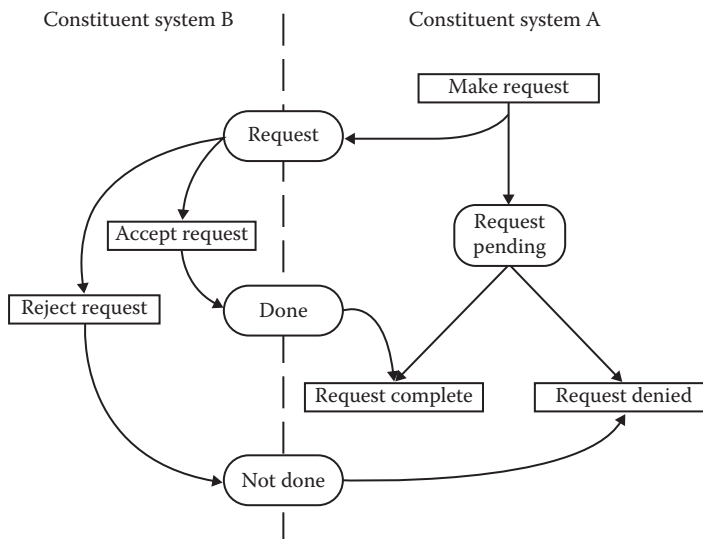 Constituent system B
Constituent system A
Make request
Request
Accept request
Request
pending
Reject request
Done
Request complete
Request denied
Not done